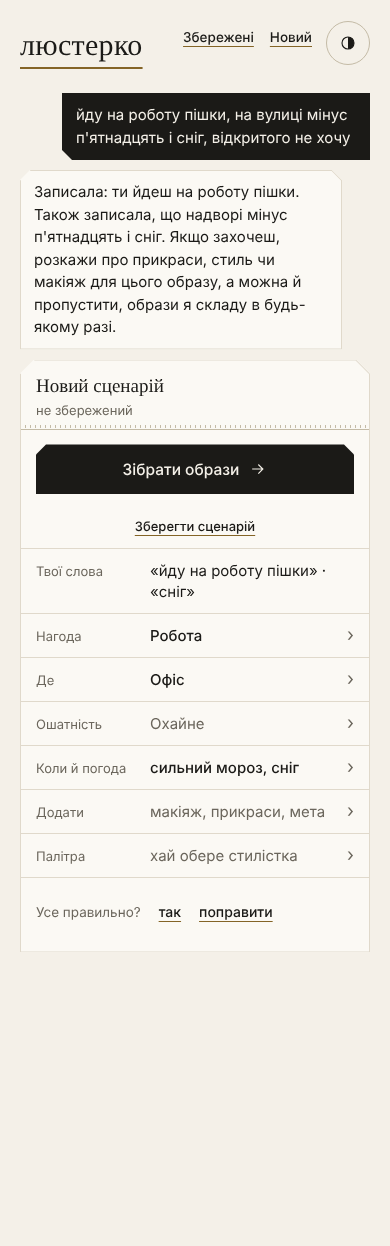 люстерко
Збережені Новий
йду на роботу пішки, на вулиці мінус
п'ятнадцять і сніг, відкритого не хочу
Записала: ти йдеш на роботу пішки.
Також записала, що надворі мінус
п'ятнадцять і сніг. Якщо захочеш,
розкажи про прикраси, стиль чи
макіяж для цього образу, а можна й
пропустити, образи я складу в будь-
якому разі.
Новий сценарій
не збережений
Зібрати образи →
Зберегти сценарій
Твої слова «йду на роботу пішки» ·
«сніг»
Нагода Робота
Де Офіс
Ошатність Охайне
Коли й погода сильний мороз, сніг
Додати макіяж, прикраси, мета
Палітра хай обере стилістка
Усе правильно? так поправити